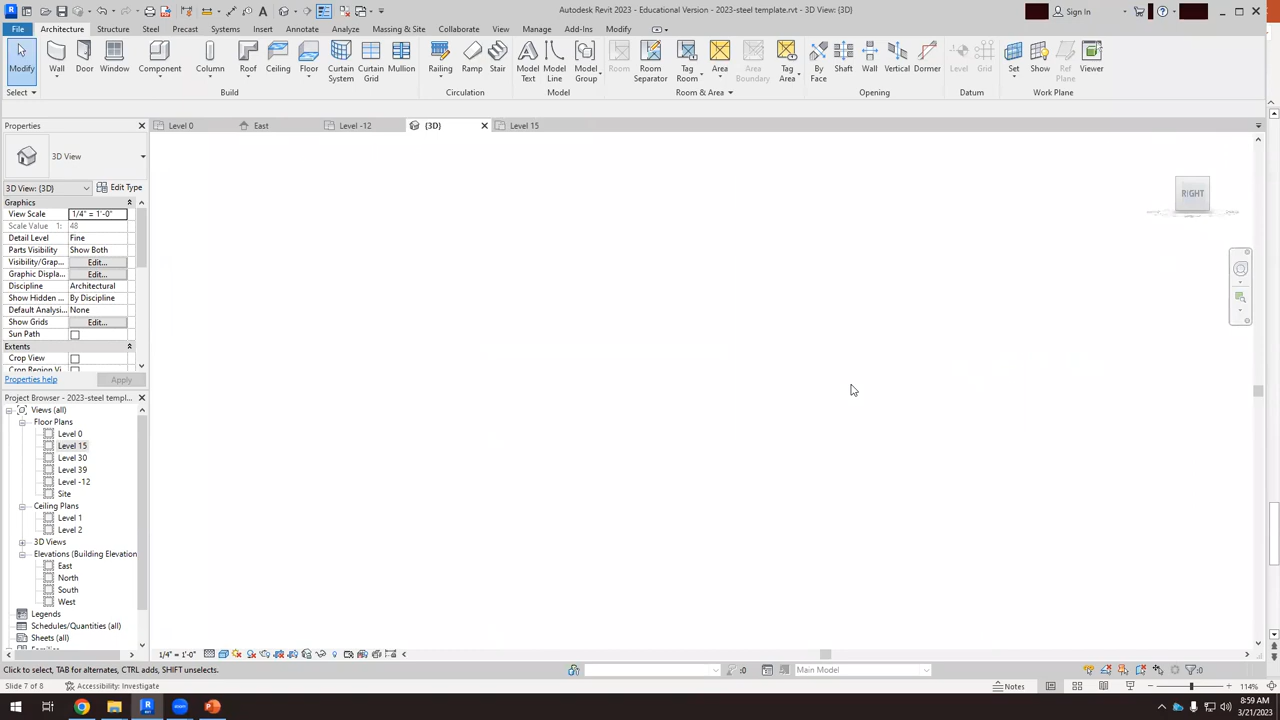 Autodesk Revit 2023 - Educational Version - 2023-steel template.rvt - 3D View: {3D}
Sign In
File Architecture Structure Steel Precast Systems Insert Annotate Analyze Massing & Site Collaborate View Manage Add-Ins Modify
Modify Wall Door Window Component Column Roof Ceiling Floor Curtain System Curtain Grid Mullion Railing Ramp Stair Model Text Model Line Model Group Room Room Separator Tag Room Area Area Boundary Tag Area By Face Shaft Wall Vertical Dormer Level Grid Set Show Ref Plane Viewer
Select Build Circulation Model Room & Area Opening Datum Work Plane
Properties
Level 0 East Level -12 {3D} Level 15
3D View
3D View: {3D} Edit Type
Graphics
View Scale 1/4" = 1'-0"
Scale Value 1: 48
Detail Level Fine
Parts Visibility Show Both
Visibility/Grap... Edit...
Graphic Displa... Edit...
Discipline Architectural
Show Hidden ... By Discipline
Default Analysi... None
Show Grids Edit...
Sun Path
Extents
Crop View
Properties help Apply
RIGHT
Project Browser - 2023-steel templ...
Views (all)
Floor Plans
Level 0
Level 15
Level 30
Level 39
Level -12
Site
Ceiling Plans
Level 1
Level 2
3D Views
Elevations (Building Elevation
East
North
South
West
Legends
Schedules/Quantities (all)
Sheets (all)
1/4" = 1'-0"
Click to select, TAB for alternates, CTRL adds, SHIFT unselects.
:0 Main Model :0
Slide 7 of 8 Accessibility: Investigate Notes 114%
8:59 AM
3/21/2023